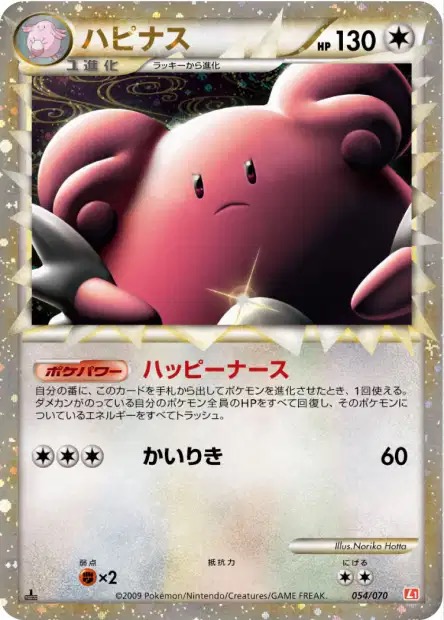 ハピナス HP130
1進化 ラッキーから進化
ポケパワー ハッピーナース
自分の番に、このカードを手札から出してポケモンを進化させたとき、1回使える。
ダメカンがのっている自分のポケモン全員のHPをすべて回復し、そのポケモンに
ついているエネルギーをすべてトラッシュ。
かいりき 60
Illus.Noriko Hotta
弱点 抵抗力 にげる
×2
©2009 Pokémon/Nintendo/Creatures/GAME FREAK. 054/070 L1